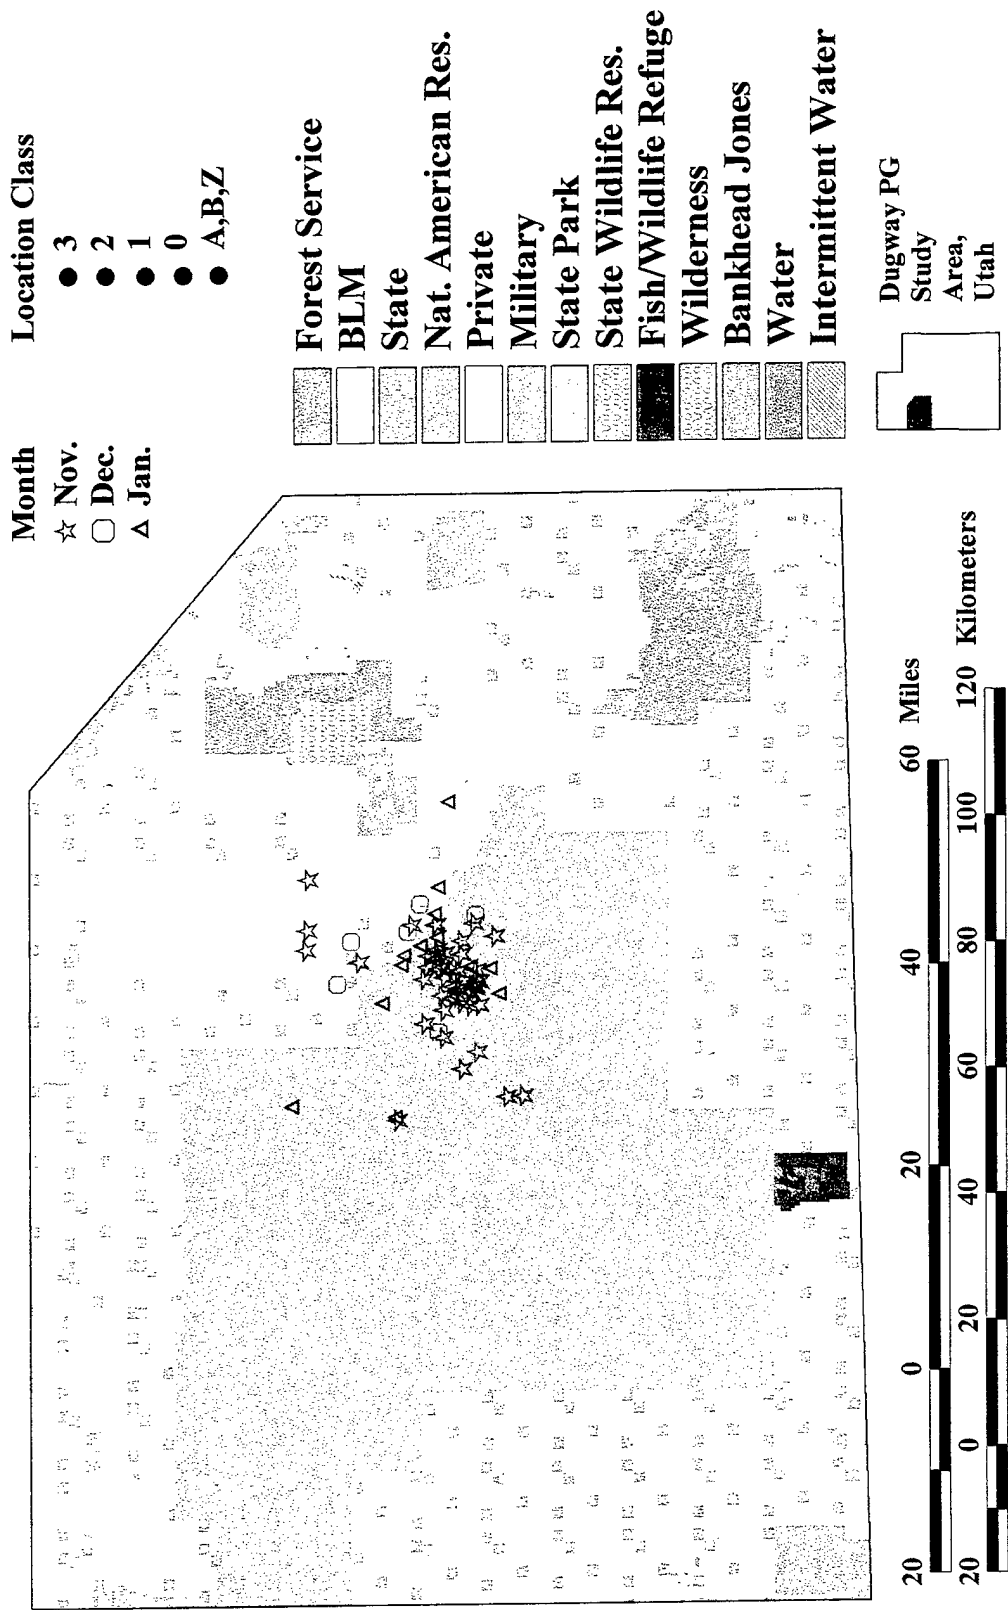 Month
Nov.
Dec.
Jan.
Location Class
3
2
1
0
A,B,Z
Forest Service
BLM
State
Nat. American Res.
Private
Military
State Park
State Wildlife Res.
Fish/Wildlife Refuge
Wilderness
Bankhead Jones
Water
Intermittent Water
Dugway PG
Study
Area,
Utah
20 0 20 40 60 Miles
20 0 20 40 60 80 100 120 Kilometers